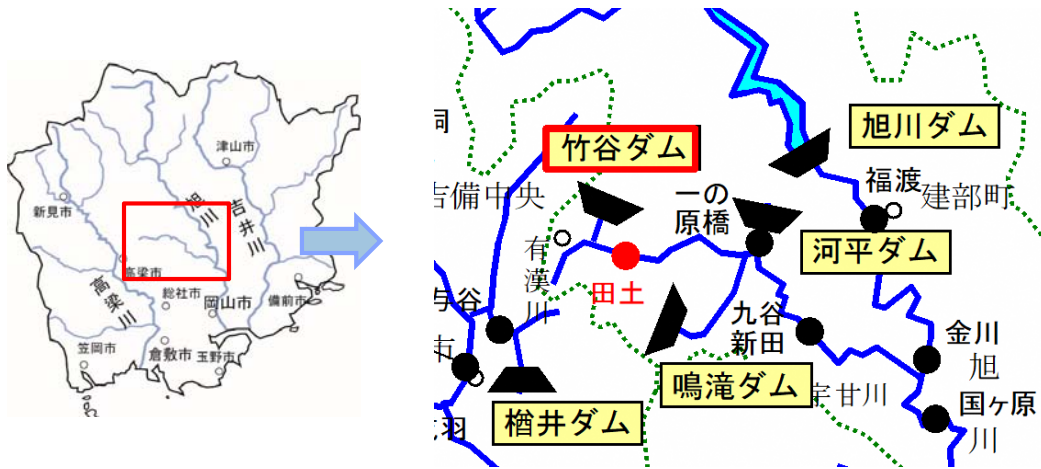 津山市
新見市
旭川
吉井川
高梁市
高梁川
総社市
岡山市
備前市
笠岡市
倉敷市
玉野市
旭川ダム
竹谷ダム
福渡
建部町
備中央
一の
原橋
河平ダム
有漢川
田土
九谷
新田
金川
旭
鳴滝ダム
甘川
国ヶ原
川
楢井ダム